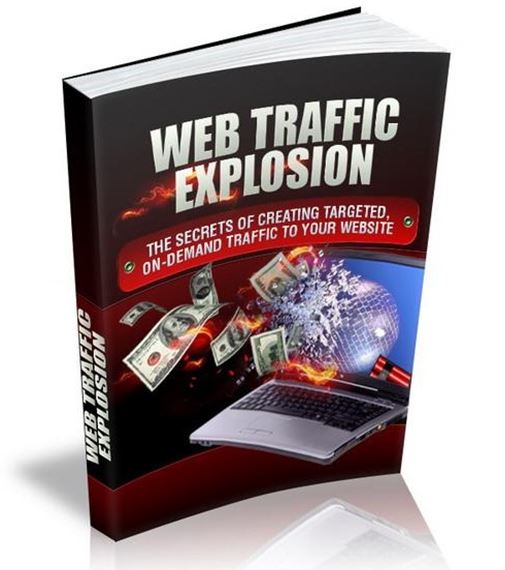 WEB TRAFFIC
EXPLOSION
THE SECRETS OF CREATING TARGETED,
ON-DEMAND TRAFFIC TO YOUR WEBSITE
WEB TRAFFIC
EXPLOSION